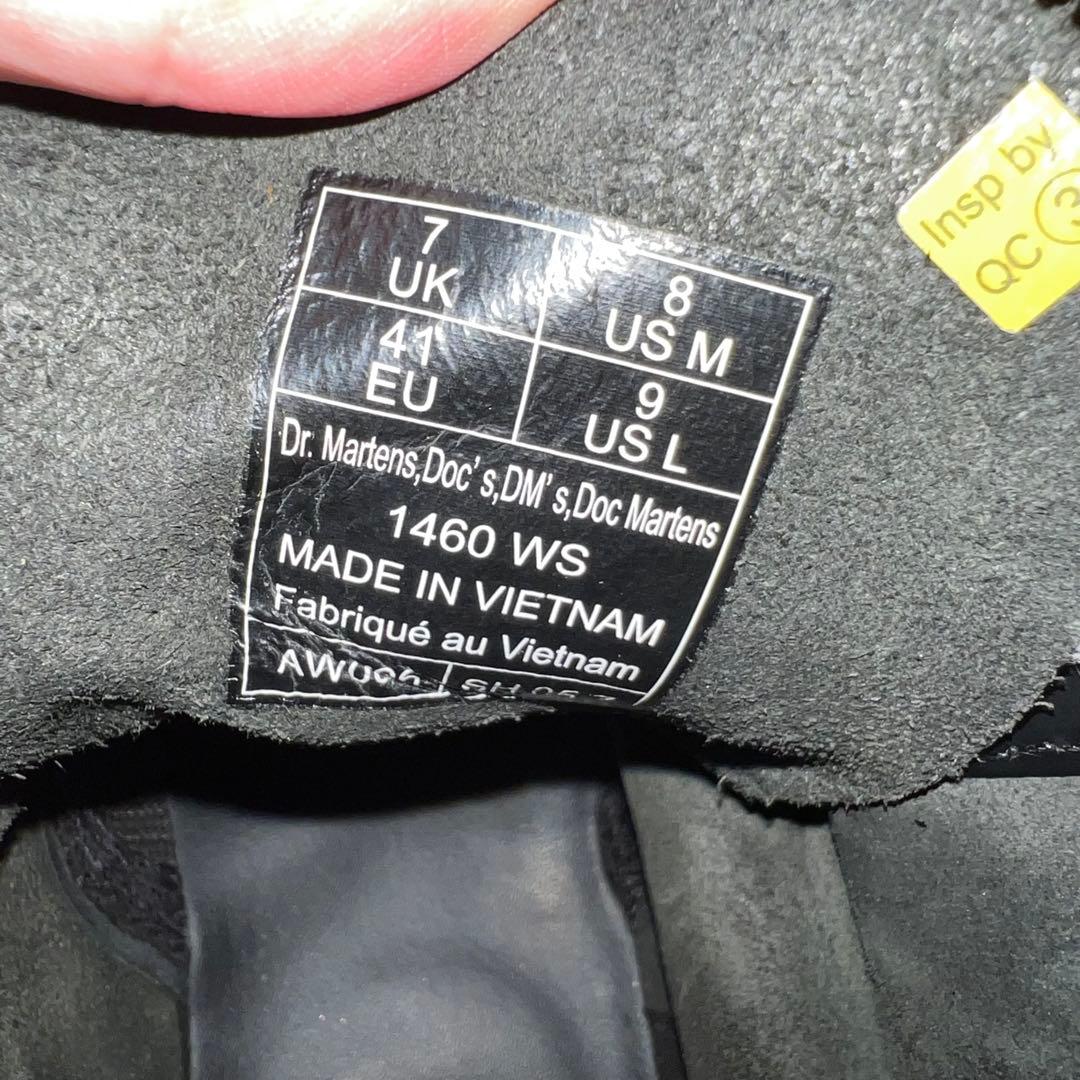 7
UK
8
US M
41
EU
9
US L
Dr. Martens,Doc's,DM's,Doc Martens
1460 WS
MADE IN VIETNAM
Fabriqué au Vietnam
Insp by
QC 3